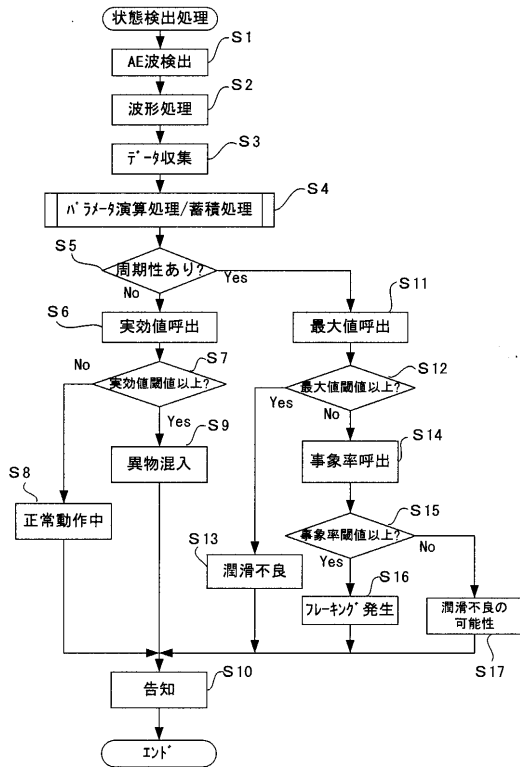 状態検出処理
S1
AE波検出
S2
波形処理
S3
ﾃﾞｰﾀ収集
S4
ﾊﾟﾗﾒｰﾀ演算処理/蓄積処理
S5
周期性あり?
No
Yes
S6
実効値呼出
S11
最大値呼出
S7
No
実効値閾値以上?
Yes
S12
最大値閾値以上?
Yes
No
S9
異物混入
S14
事象率呼出
S8
正常動作中
S15
事象率閾値以上?
Yes
No
S13
潤滑不良
S16
ﾌﾚｰｷﾝｸﾞ発生
潤滑不良の
可能性
S17
S10
告知
ｴﾝﾄﾞ